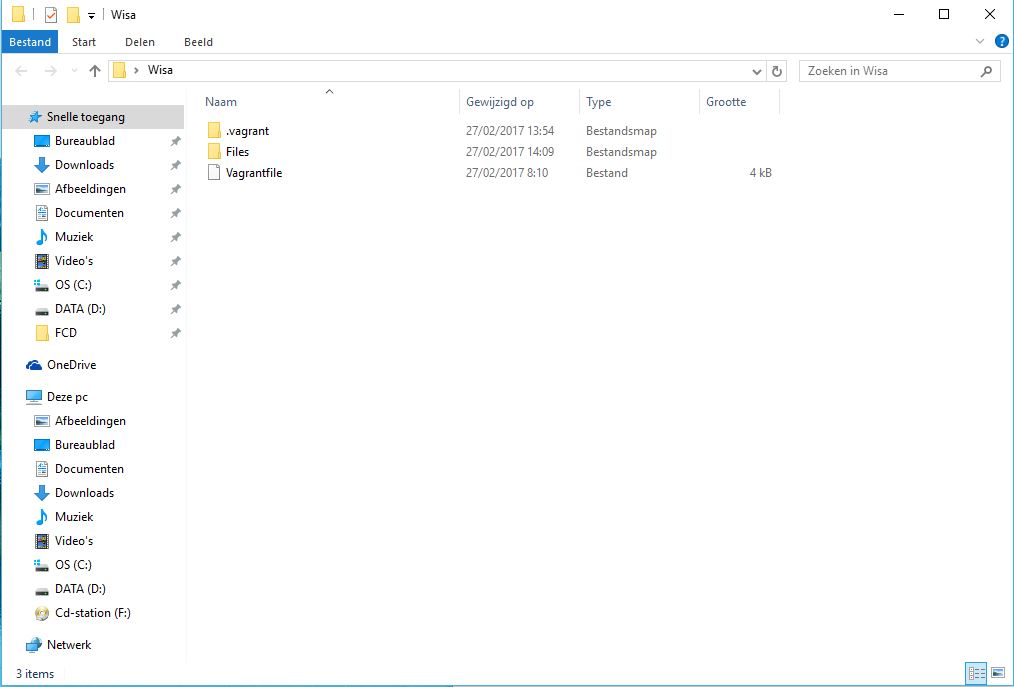 Wisa
Bestand Start Delen Beeld
Wisa Zoeken in Wisa
Naam Gewijzigd op Type Grootte
.vagrant 27/02/2017 13:54 Bestandsmap
Files 27/02/2017 14:09 Bestandsmap
Vagrantfile 27/02/2017 8:10 Bestand 4 kB
Snelle toegang
Bureaublad
Downloads
Afbeeldingen
Documenten
Muziek
Video's
OS (C:)
DATA (D:)
FCD
OneDrive
Deze pc
Afbeeldingen
Bureaublad
Documenten
Downloads
Muziek
Video's
OS (C:)
DATA (D:)
Cd-station (F:)
Netwerk
3 items